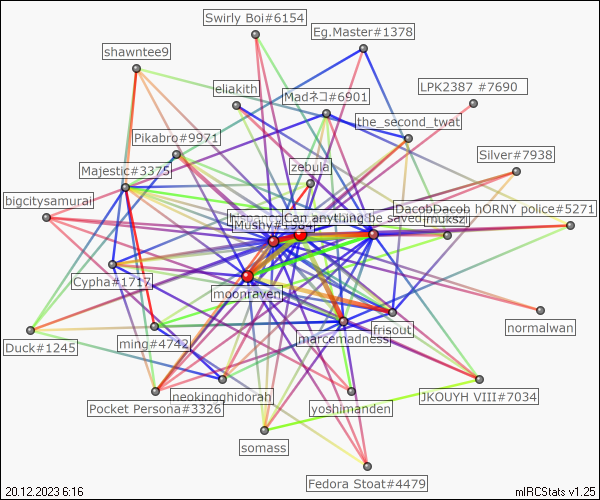 Swirly Boi#6154
Eg.Master#1378
shawntee9
eliakith
Madネコ#6901
LPK2387 #7690
the_second_twat
Pikabro#9971
Silver#7938
zebula
Majestic#3375
bigcitysamurai
DacobDacob hORNY police#5271
Can anything be saved
mukszi
Mushy#1984
Cypha#1717
moonraven
normalwan
frisout
marcemadness
Duck#1245
ming#4742
neokingghidorah
JKOUYH VIII#7034
Pocket Persona#3326
yoshimanden
somass
Fedora Stoat#4479
20.12.2023 6:16
mIRCStats v1.25